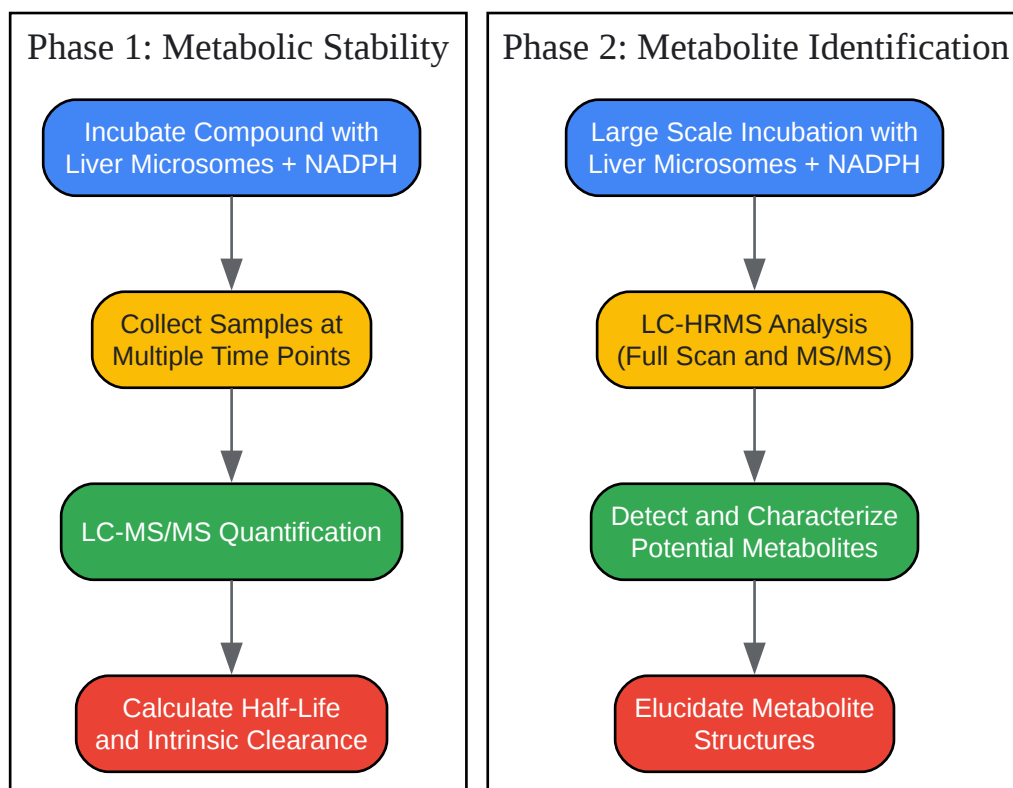 Phase 1: Metabolic Stability
Incubate Compound with
Liver Microsomes + NADPH
Collect Samples at
Multiple Time Points
LC-MS/MS Quantification
Calculate Half-Life
and Intrinsic Clearance
Phase 2: Metabolite Identification
Large Scale Incubation with
Liver Microsomes + NADPH
LC-HRMS Analysis
(Full Scan and MS/MS)
Detect and Characterize
Potential Metabolites
Elucidate Metabolite
Structures